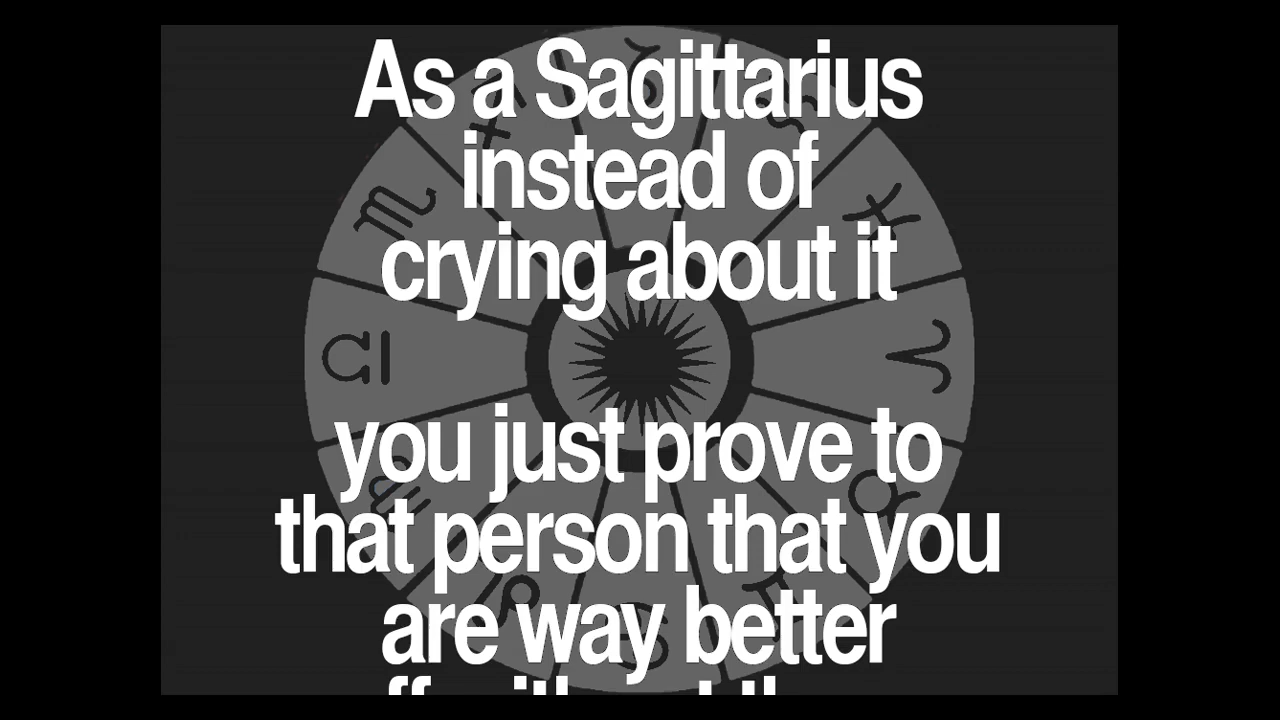 As a Sagittarius
instead of
crying about it
you just prove to
that person that you
are way better